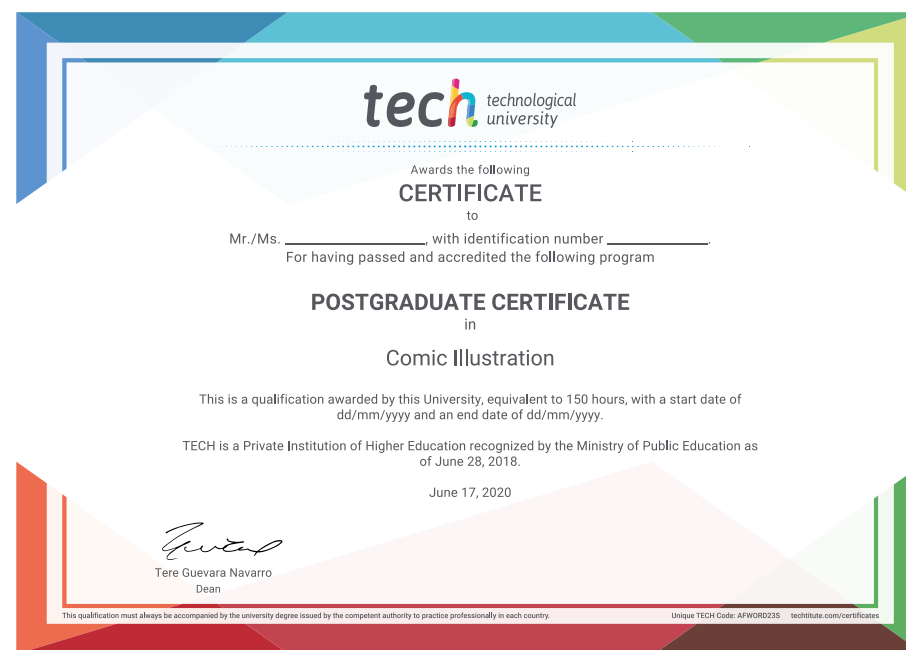 tech technological
university
Awards the following
CERTIFICATE
to
Mr./Ms. ____________________, with identification number _______________.
For having passed and accredited the following program
POSTGRADUATE CERTIFICATE
in
Comic Illustration
This is a qualification awarded by this University, equivalent to 150 hours, with a start date of
dd/mm/yyyy and an end date of dd/mm/yyyy.
TECH is a Private Institution of Higher Education recognized by the Ministry of Public Education as
of June 28, 2018.
June 17, 2020
Tere Guevara Navarro
Dean
This qualification must always be accompanied by the university degree issued by the competent authority to practice professionally in each country. Unique TECH Code: AFWORD23S techtitute.com/certificates